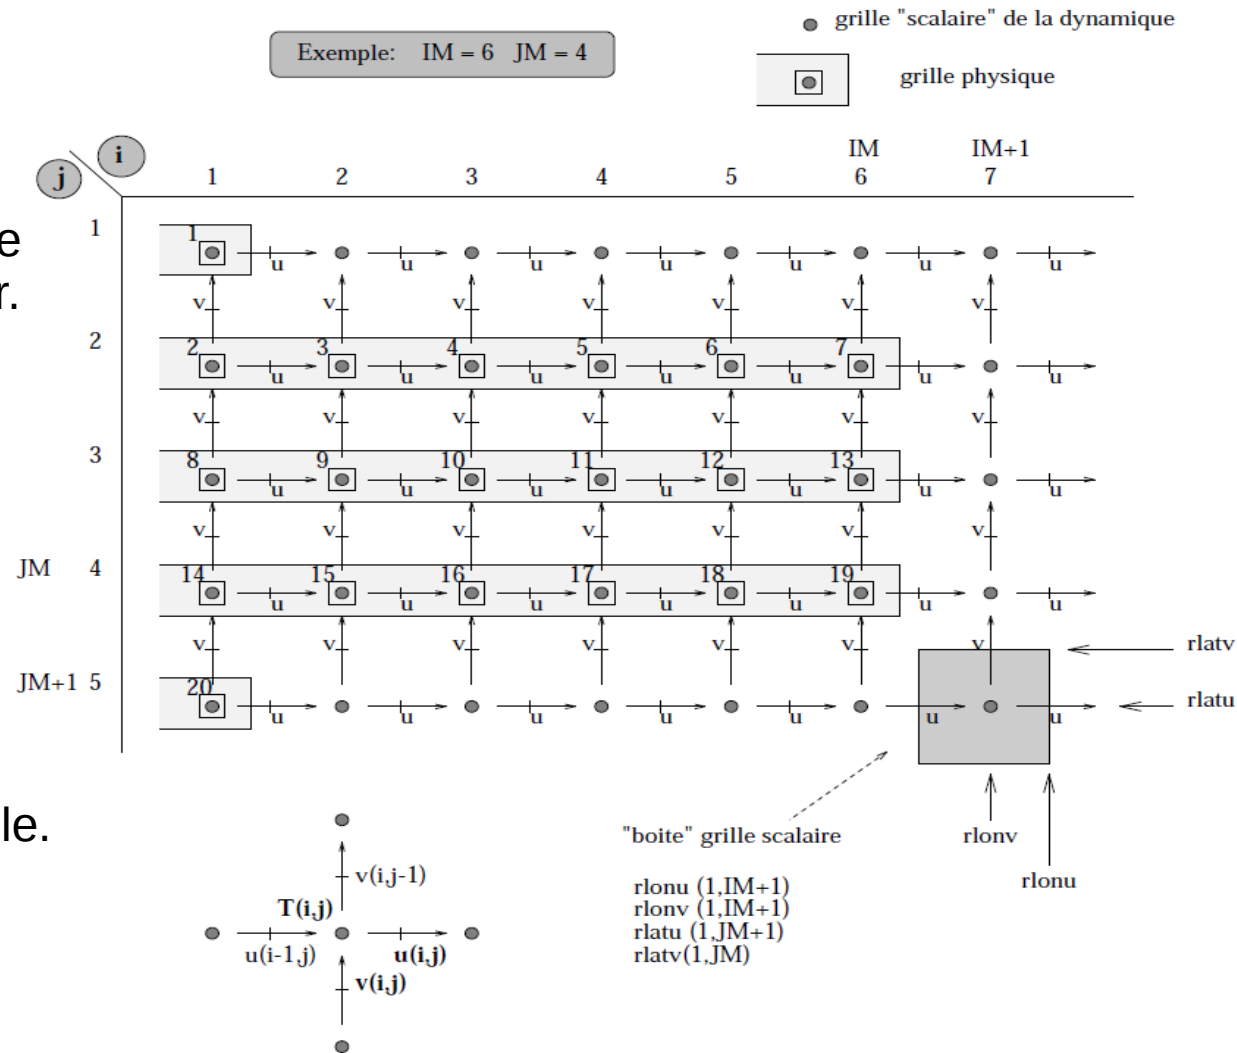 grille "scalaire" de la dynamique
Exemple: IM = 6 JM = 4
grille physique
i
IM IM+1
j
1 2 3 4 5 6 7
e
1
1
u u u u u u u
r.
v v v v v v v
2
2 3 4 5 6 7
u u u u u u u
v v v v v v v
3
8 9 10 11 12 13
u u u u u u u
v v v v v v v
JM 4
14 15 16 17 18 19
u u u u u u u
v v v v v v v
rlatv
JM+1 5
20
rlatu
u u u u u u u
le.
"boite" grille scalaire
rlonv
v(i,j-1)
rlonu
rlonu (1,IM+1)
T(i,j)
rlonv (1,IM+1)
rlatu (1,JM+1)
u(i-1,j) u(i,j)
rlatv(1,JM)
v(i,j)